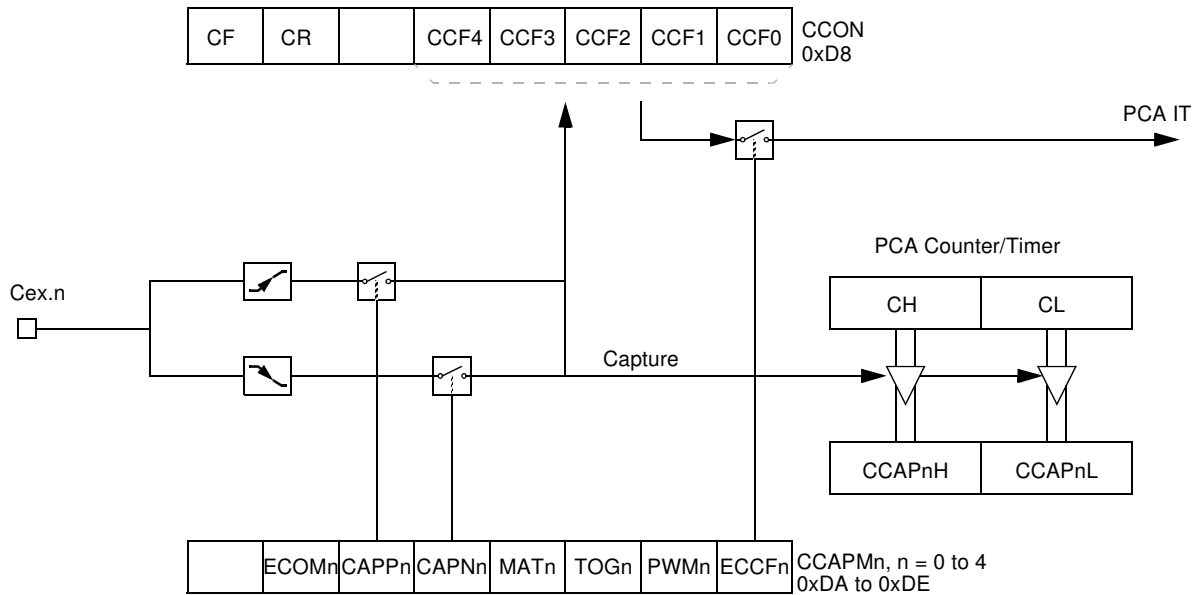 CF CR CCF4 CCF3 CCF2 CCF1 CCF0 CCON
0xD8
PCA IT
PCA Counter/Timer
Cex.n
CH CL
Capture
CCAPnH CCAPnL
ECOMn CAPPn CAPNn MATn TOGn PWMn ECCFn CCAPMn, n = 0 to 4
0xDA to 0xDE